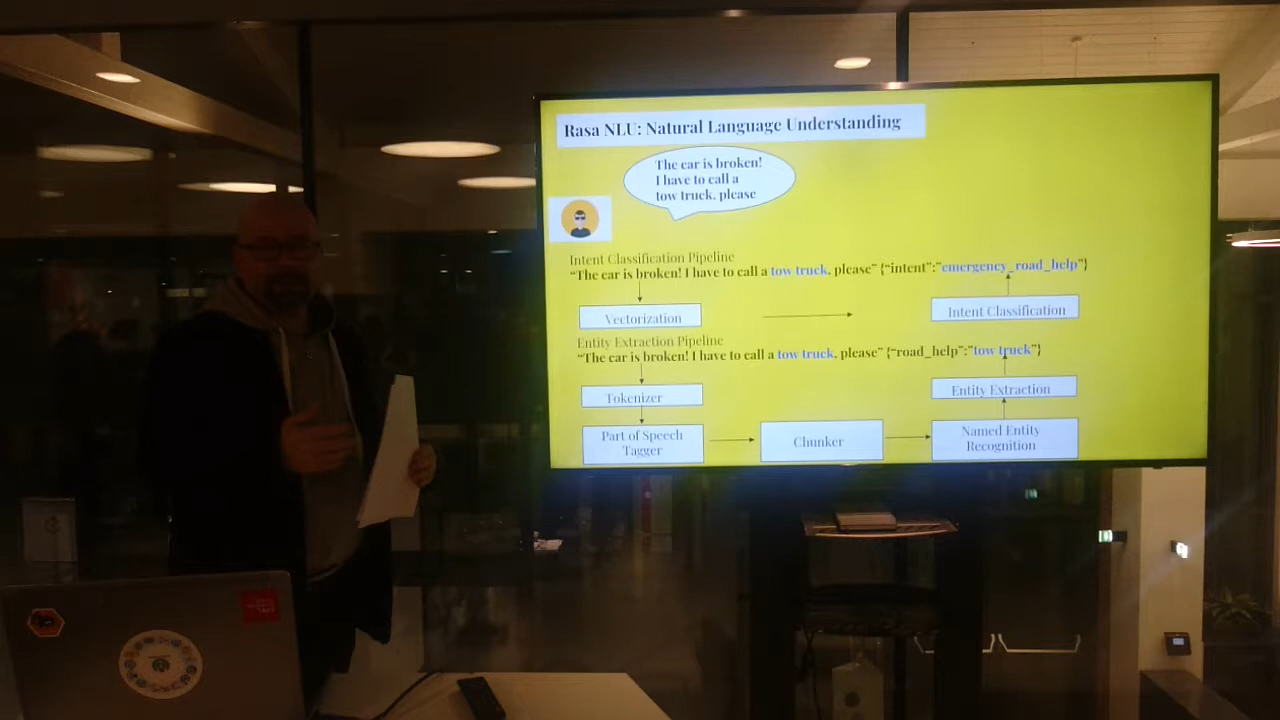 Rasa NLU: Natural Language Understanding
The car is broken!
I have to call a
tow truck, please
Intent Classification Pipeline
“The car is broken! I have to call a tow truck, please” {“intent”:”emergency_road_help”}
Vectorization
Intent Classification
Entity Extraction Pipeline
“The car is broken! I have to call a tow truck, please” {“road_help”:”tow truck”}
Tokenizer
Entity Extraction
Part of Speech
Tagger
Chunker
Named Entity
Recognition